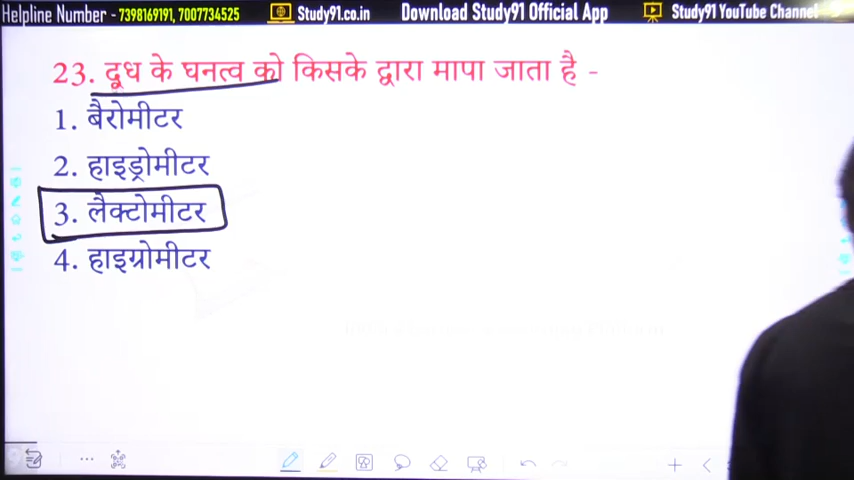 Helpline Number - 7398169191, 7007734525 Study91.co.in Download Study91 Official App Study91 YouTube Channel
23. दूध के घनत्व को किसके द्वारा मापा जाता है -
1. बैरोमीटर
2. हाइड्रोमीटर
3. लैक्टोमीटर
4. हाइग्रोमीटर